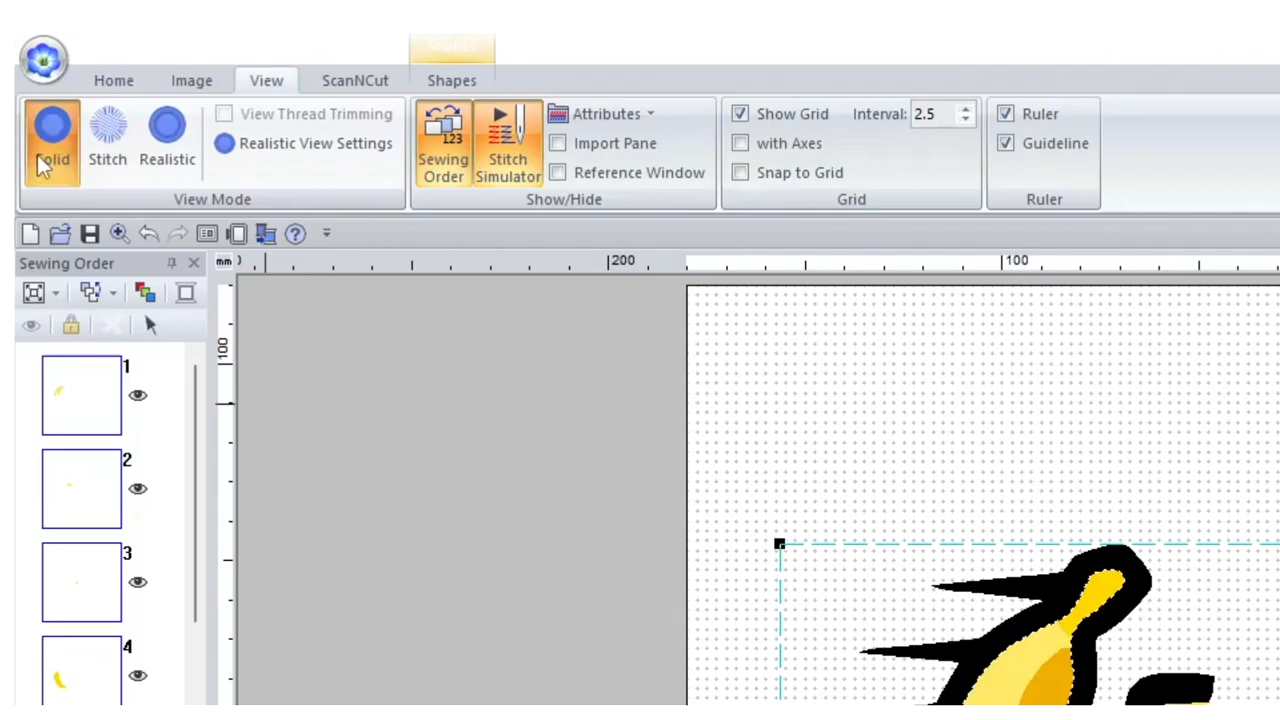 Shapes
Home Image View ScanNCut Shapes
Solid Stitch Realistic
View Thread Trimming
Realistic View Settings
View Mode
123
Sewing Order
Stitch Simulator
Attributes
Import Pane
Reference Window
Show/Hide
Show Grid Interval: 2.5
with Axes
Snap to Grid
Grid
Ruler
Guideline
Ruler
Sewing Order
mm
200
100
100
1
2
3
4